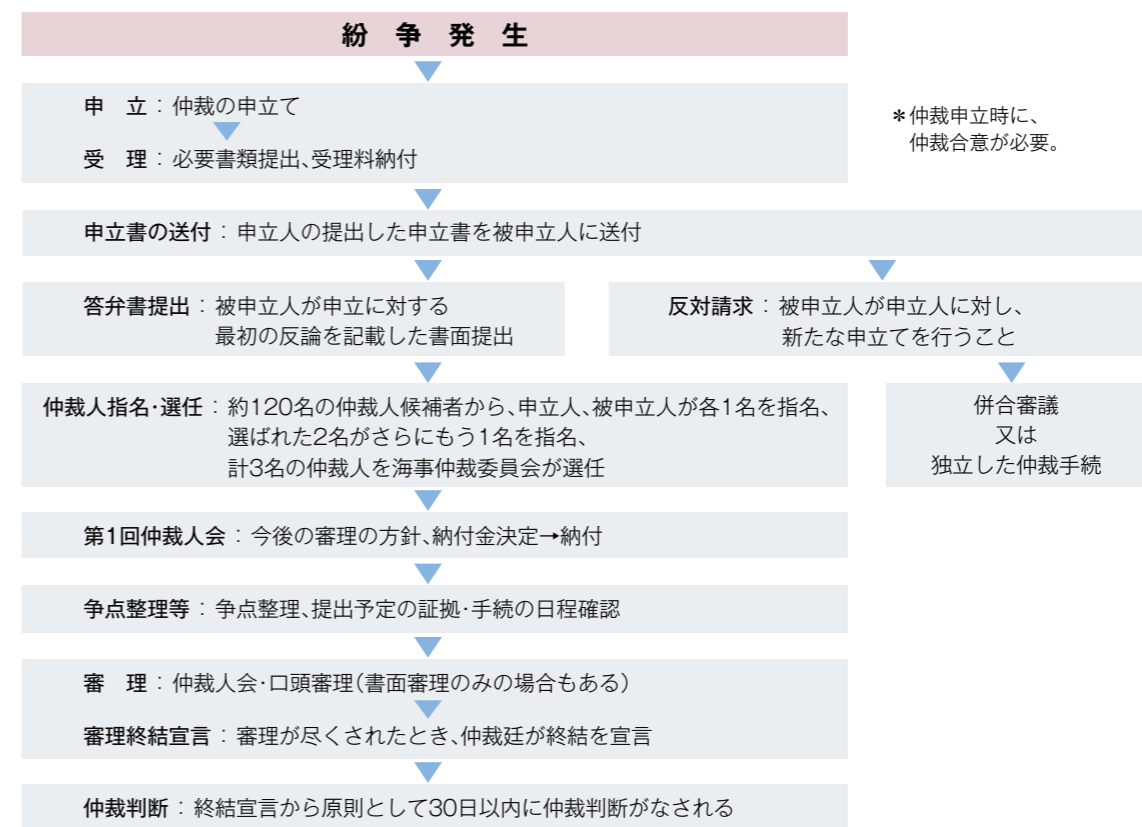 紛争発生
申　立：仲裁の申立て
受　理：必要書類提出、受理料納付
＊仲裁申立時に、
仲裁合意が必要。
申立書の送付：申立人の提出した申立書を被申立人に送付
答弁書提出：被申立人が申立に対する
最初の反論を記載した書面提出
反対請求：被申立人が申立人に対し、
新たな申立てを行うこと
仲裁人指名・選任：約120名の仲裁人候補者から、申立人、被申立人が各1名を指名、
選ばれた2名がさらにもう1名を指名、
計3名の仲裁人を海事仲裁委員会が選任
併合審議
又は
独立した仲裁手続
第1回仲裁人会：今後の審理の方針、納付金決定→納付
争点整理等：争点整理、提出予定の証拠・手続の日程確認
審　理：仲裁人会・口頭審理（書面審理のみの場合もある）
審理終結宣言：審理が尽くされたとき、仲裁廷が終結を宣言
仲裁判断：終結宣言から原則として30日以内に仲裁判断がなされる